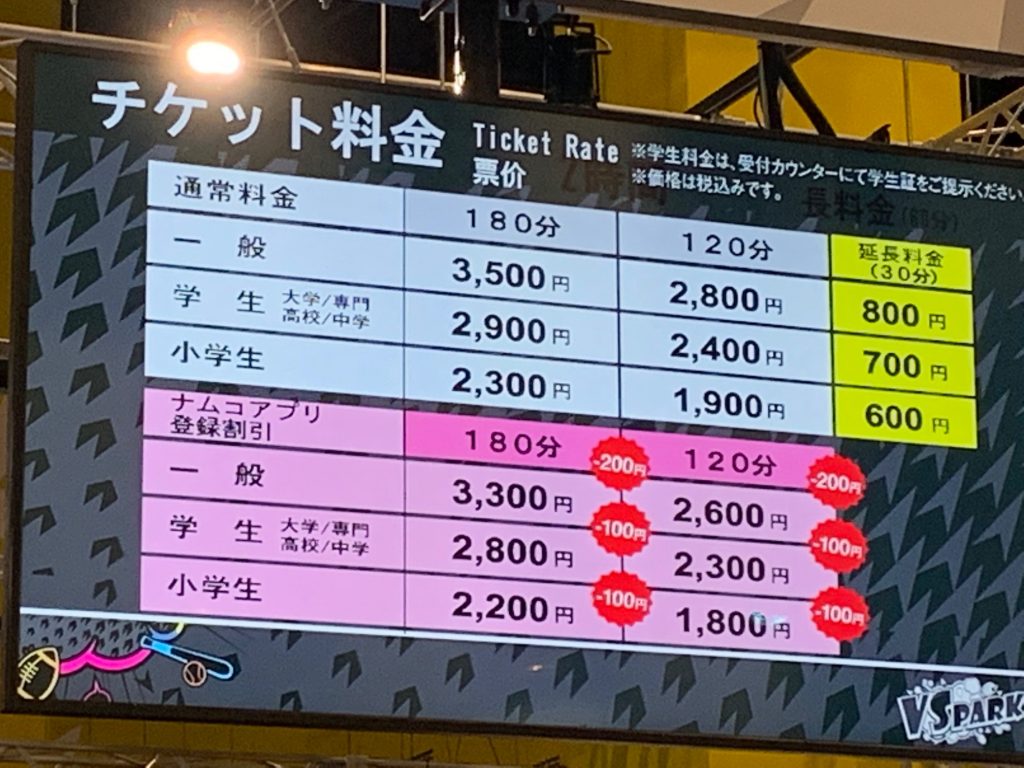 チケット料金 Ticket Rate 票価
※学生料金は、受付カウンターにて学生証をご提示ください
※価格は税込みです。
通常料金 180分 120分 延長料金(30分)
一般 3,500円 2,800円 800円
学生 大学/専門 高校/中学 2,900円 2,400円 700円
小学生 2,300円 1,900円 600円
ナムコアプリ
登録割引 180分 120分
一般 3,300円 -200円 2,600円 -200円
学生 大学/専門 高校/中学 2,800円 -100円 2,300円 -100円
小学生 2,200円 -100円 1,800円 -100円
VS PARK